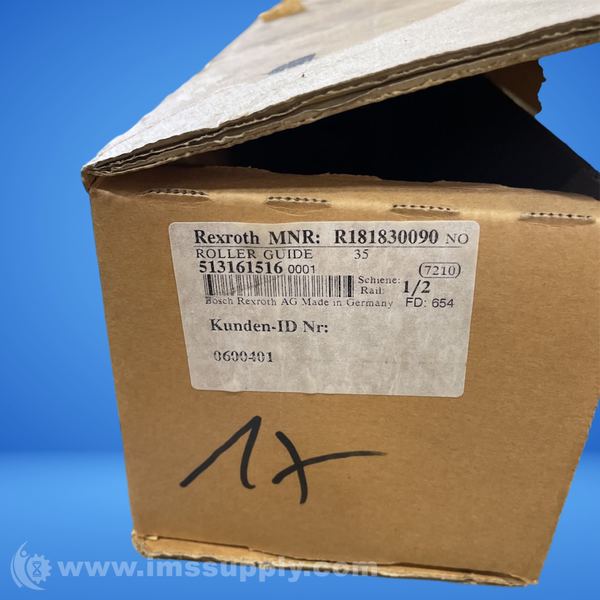 Rexroth MNR: R181830090 NO
ROLLER GUIDE 35
513161516 0001 7210
Schiene:
Rail: 1/2
Bosch Rexroth AG Made in Germany FD: 654
Kunden-ID Nr:
0600401
1x
www.imssupply.com